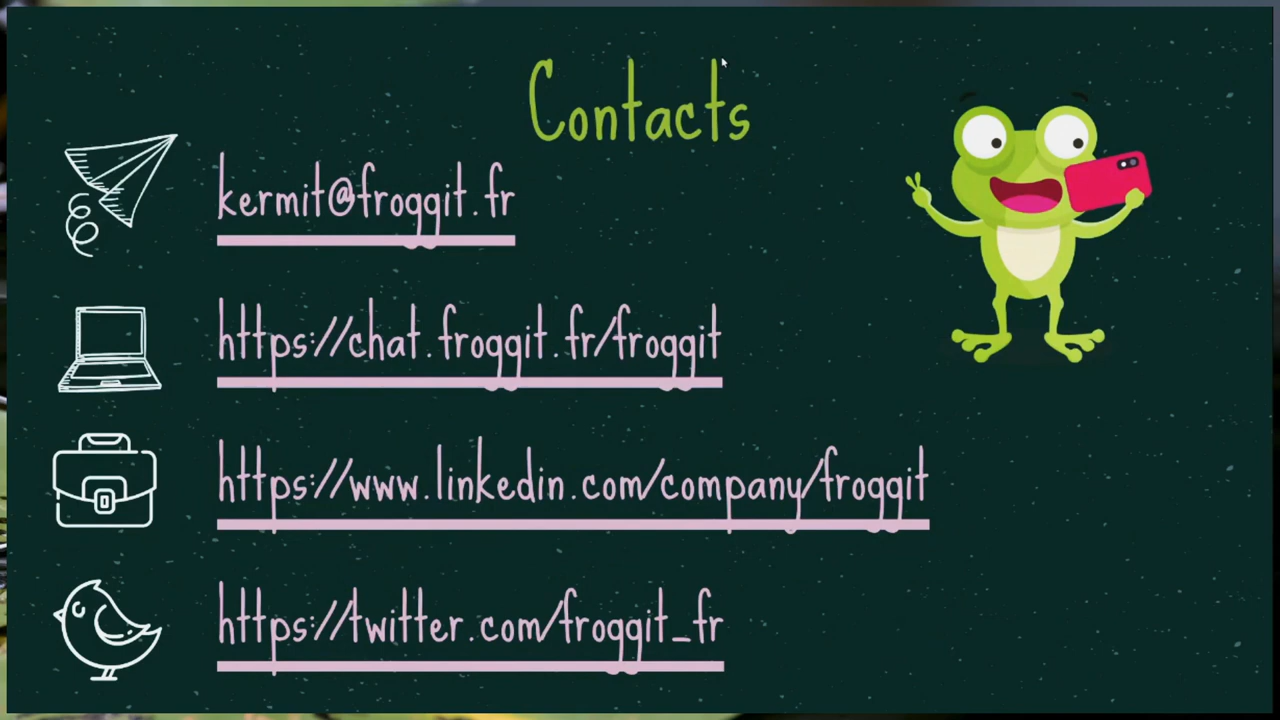 Contacts
kermit@froggit.fr
https://chat.froggit.fr/froggit
https://www.linkedin.com/company/froggit
https://twitter.com/froggit_fr